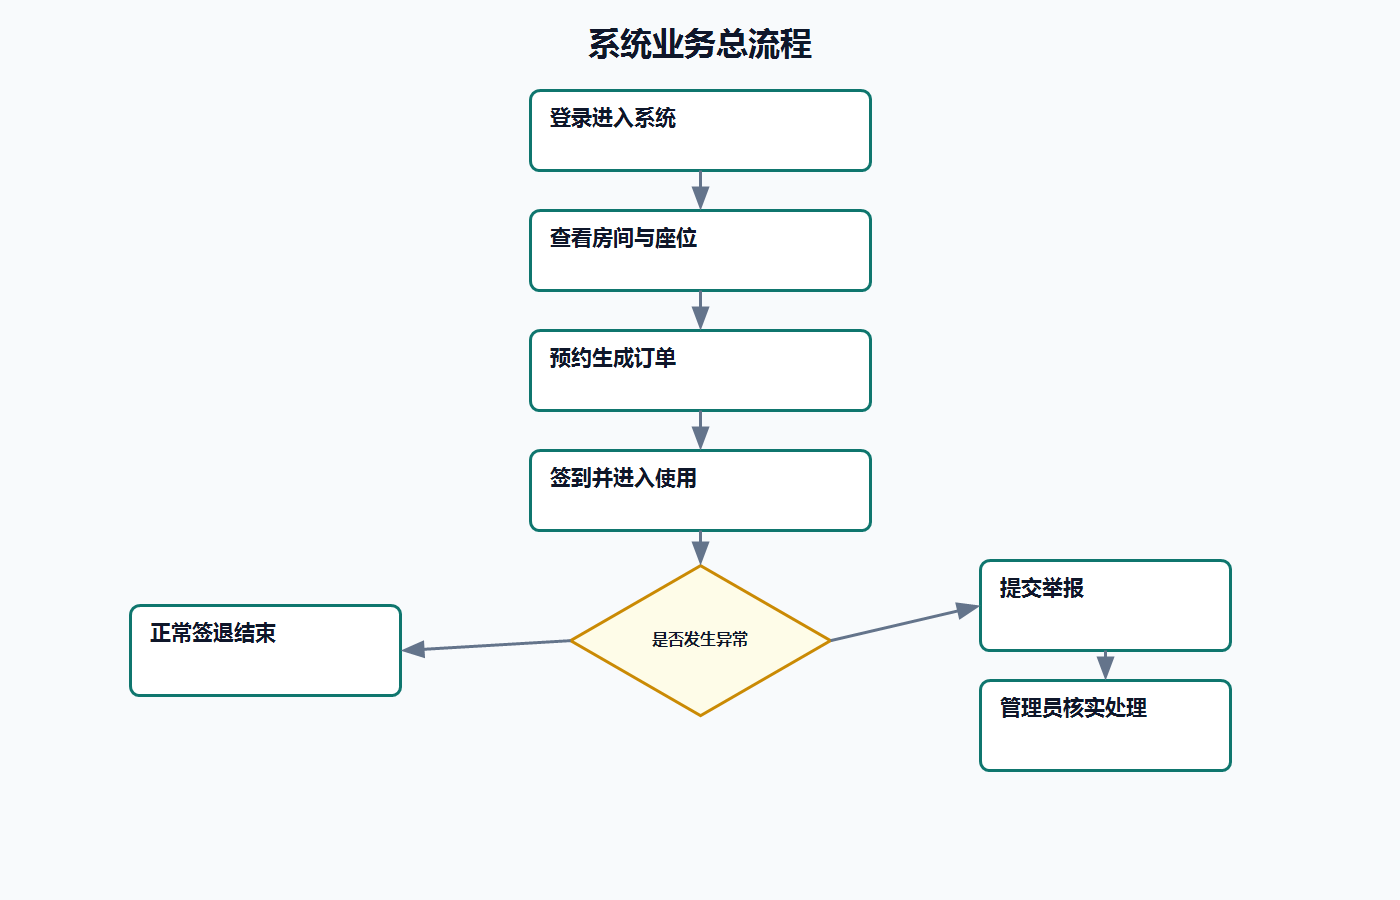 系统业务总流程
登录进入系统
查看房间与座位
预约生成订单
签到并进入使用
是否发生异常
正常签退结束
提交举报
管理员核实处理